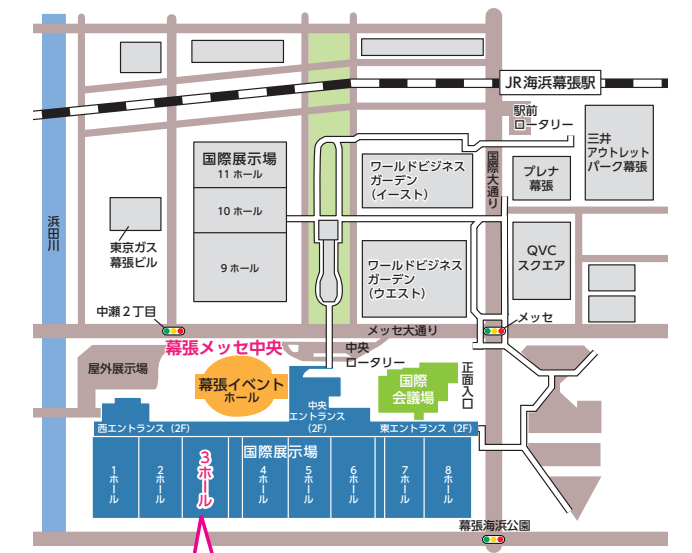 JR海浜幕張駅
駅前
ロータリー
三井
アウトレット
パーク幕張
国際展示場
11 ホール
ワールドビジネス
ガーデン
(イースト)
国際大通り
プレナ
幕張
10 ホール
浜田川
東京ガス
幕張ビル
9 ホール
ワールドビジネス
ガーデン
(ウエスト)
QVC
スクエア
中瀬2丁目
メッセ大通り
メッセ
幕張メッセ中央
中央
ロータリー
屋外展示場
幕張イベント
ホール
国際
会議場
正面入口
中央
エントランス
(2F)
西エントランス(2F)
東エントランス(2F)
国際展示場
1ホール
2ホール
3ホール
4ホール
5ホール
6ホール
7ホール
8ホール
幕張海浜公園